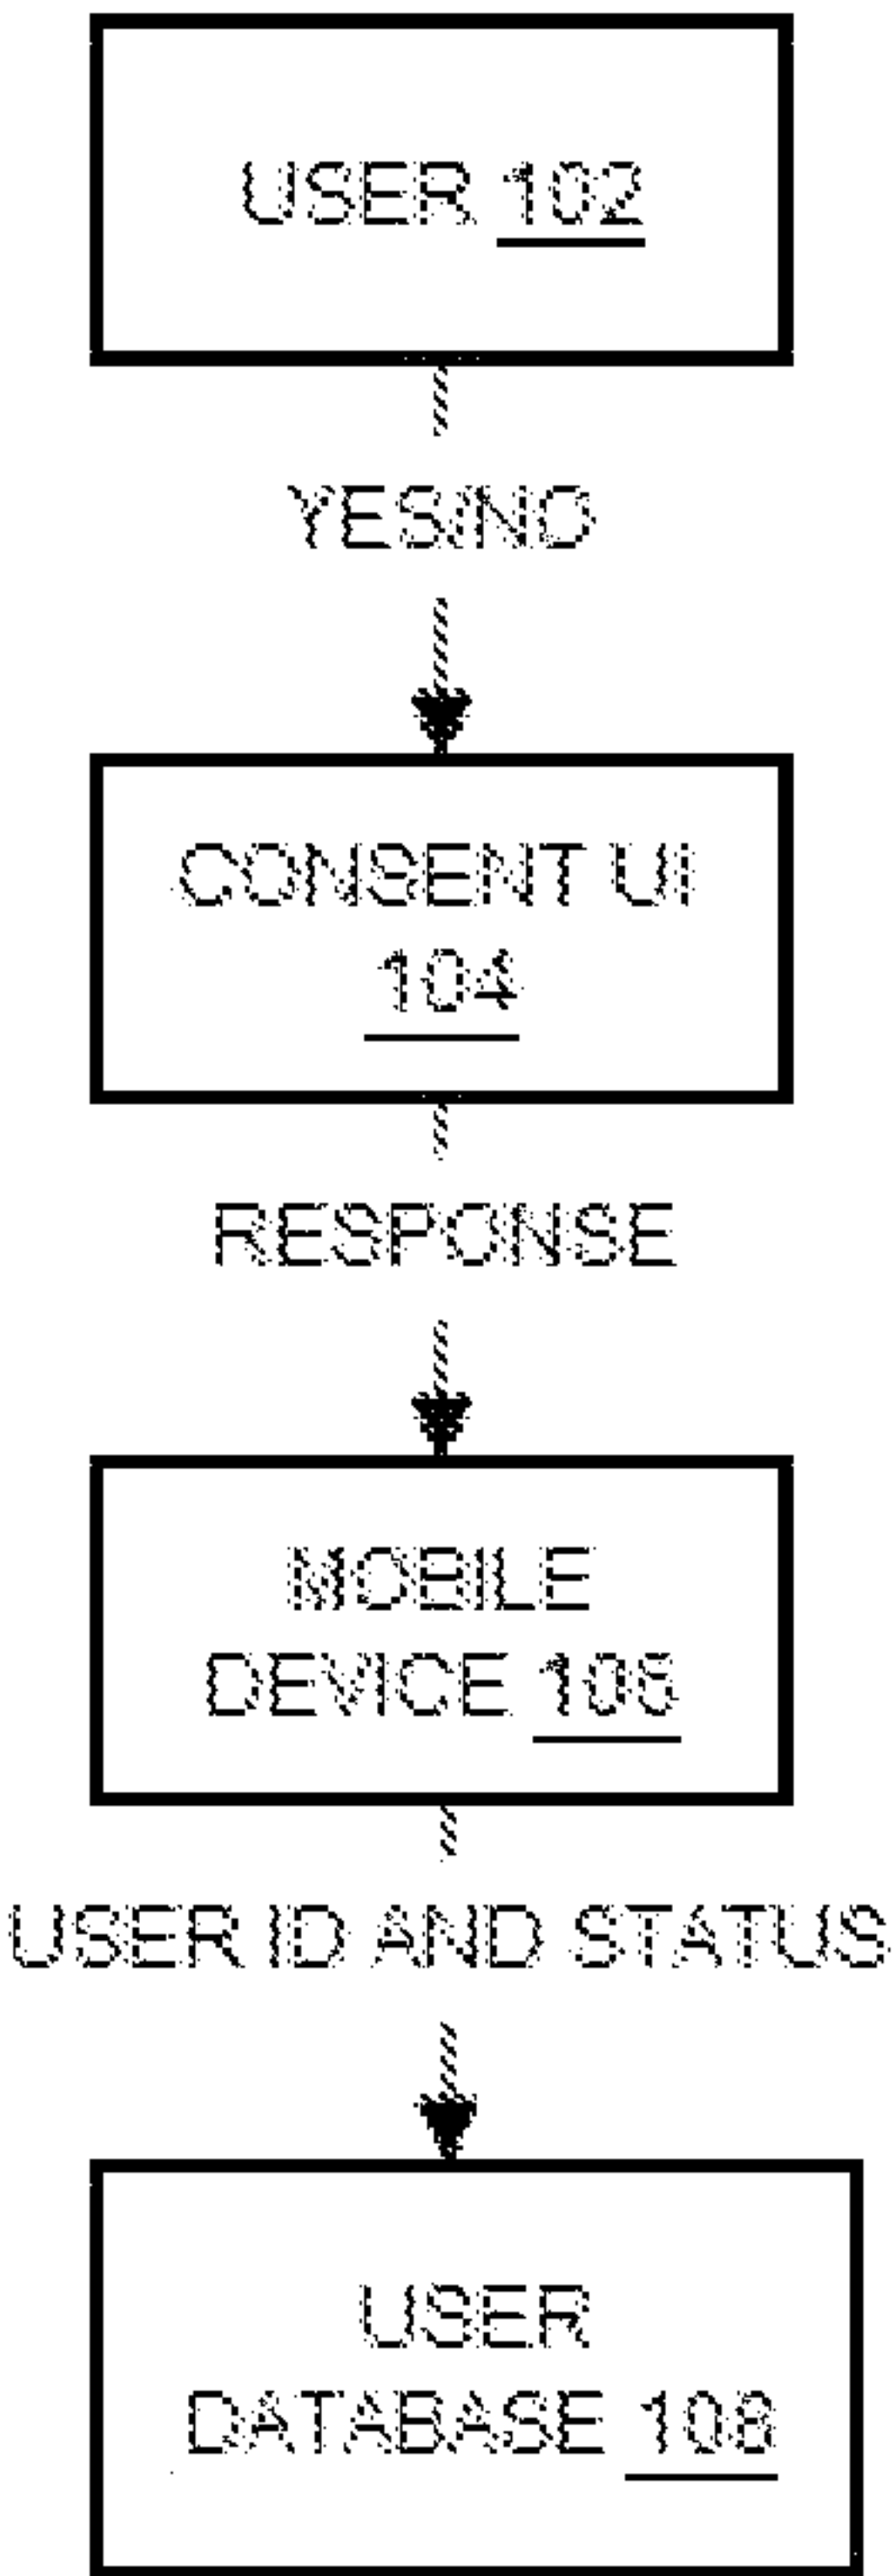 USER 102
YES/NO
CONSENT UI
104
RESPONSE
MOBILE
DEVICE 106
USER ID AND STATUS
USER
DATABASE 108